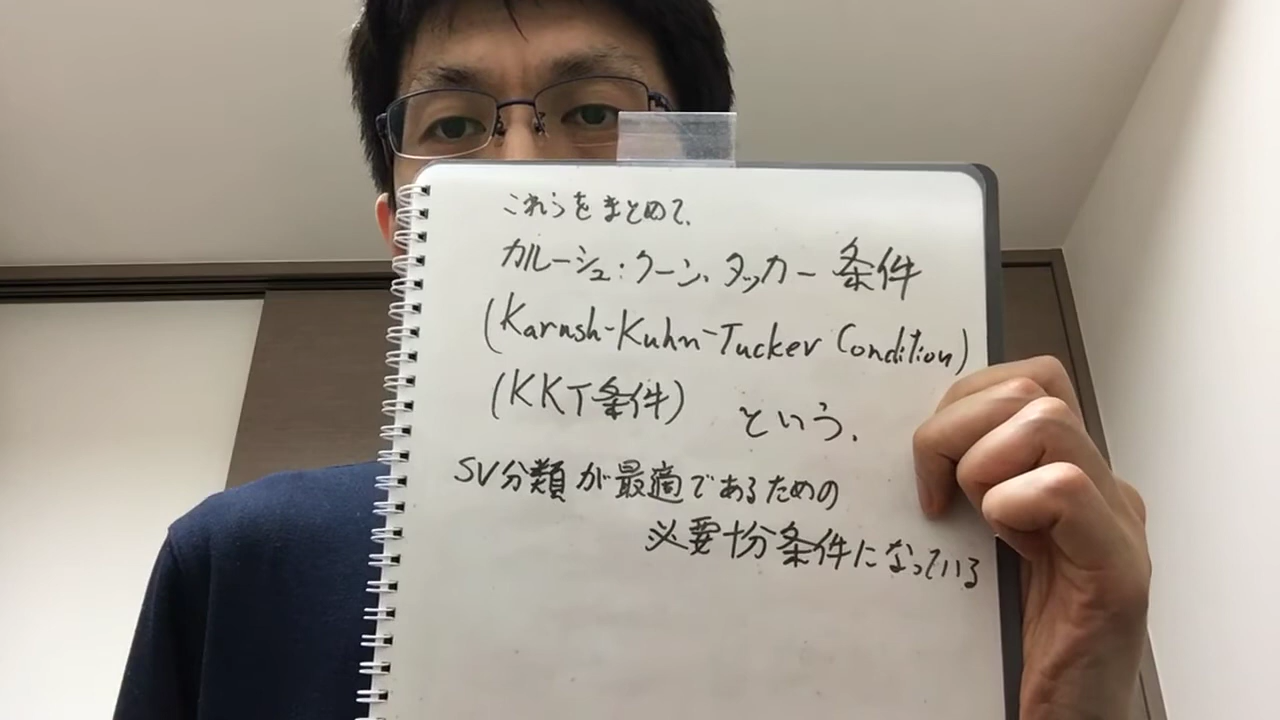 これらをまとめて、
カルーシュ・クーン・タッカー条件
(Karush-Kuhn-Tucker Condition)
(KKT条件) という.
SV分類が最適であるための
必要十分条件になっている